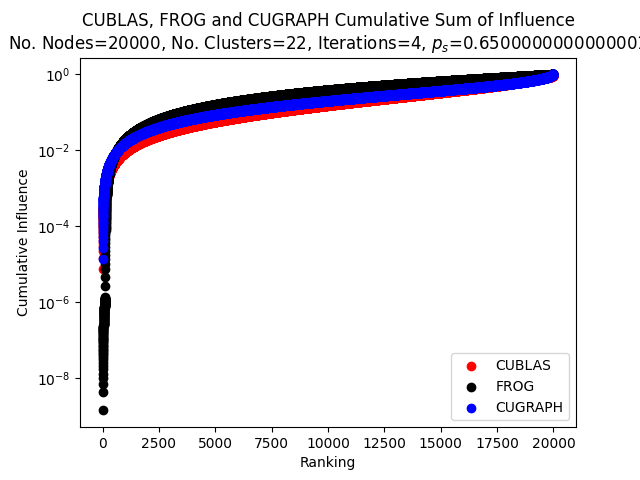 CUBLAS, FROG and CUGRAPH Cumulative Sum of Influence
No. Nodes=20000, No. Clusters=22, Iterations=4, pₛ=0.650000000000000
10⁰
10⁻²
10⁻⁴
10⁻⁶
10⁻⁸
Cumulative Influence
CUBLAS
FROG
CUGRAPH
0 2500 5000 7500 10000 12500 15000 17500 20000
Ranking